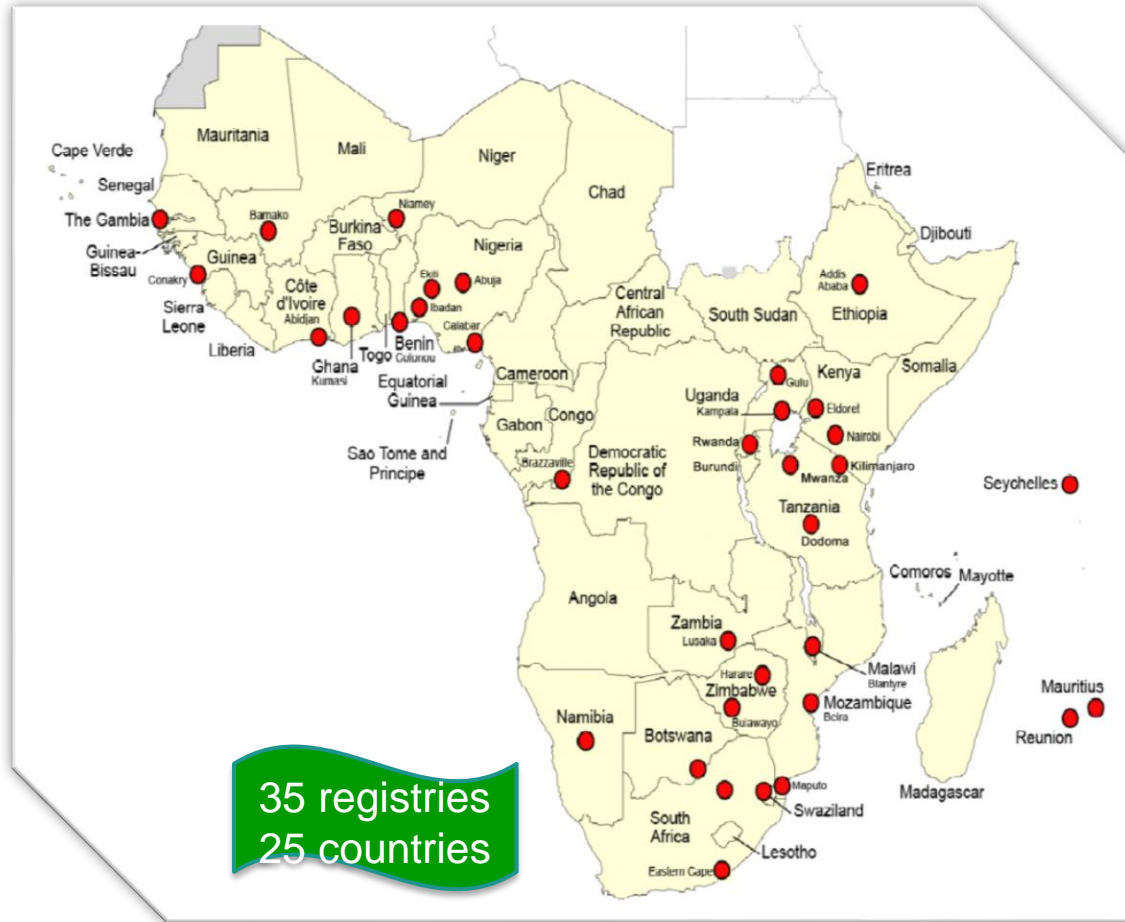 Mauritania
Mali
Niger
Chad
Cape Verde
Senegal
Eritrea
The Gambia
Bamako
Niamey
Burkina
Faso
Nigeria
Djibouti
Guinea-
Bissau
Guinea
Conakry
Ekiti
Abuja
Addis
Ababa
Ethiopia
Côte
d'Ivoire
Abidjan
Ibadan
Calabar
Central
African
Republic
South Sudan
Sierra
Leone
Liberia
Ghana
Kumasi
Togo
Benin
Cotonou
Cameroon
Equatorial
Guinea
Uganda
Kampala
Gulu
Kenya
Somalia
Eldoret
Nairobi
Gabon
Congo
Rwanda
Burundi
Mwanza
Kilimanjaro
Sao Tome and
Principe
Brazzaville
Democratic
Republic of
the Congo
Seychelles
Tanzania
Dodoma
Comoros
Mayotte
Angola
Zambia
Lusaka
Malawi
Blantyre
Harare
Zimbabwe
Bulawayo
Mozambique
Beira
Mauritius
Reunion
Namibia
Botswana
Madagascar
Maputo
Swaziland
South
Africa
Lesotho
Eastern Cape
35 registries
25 countries